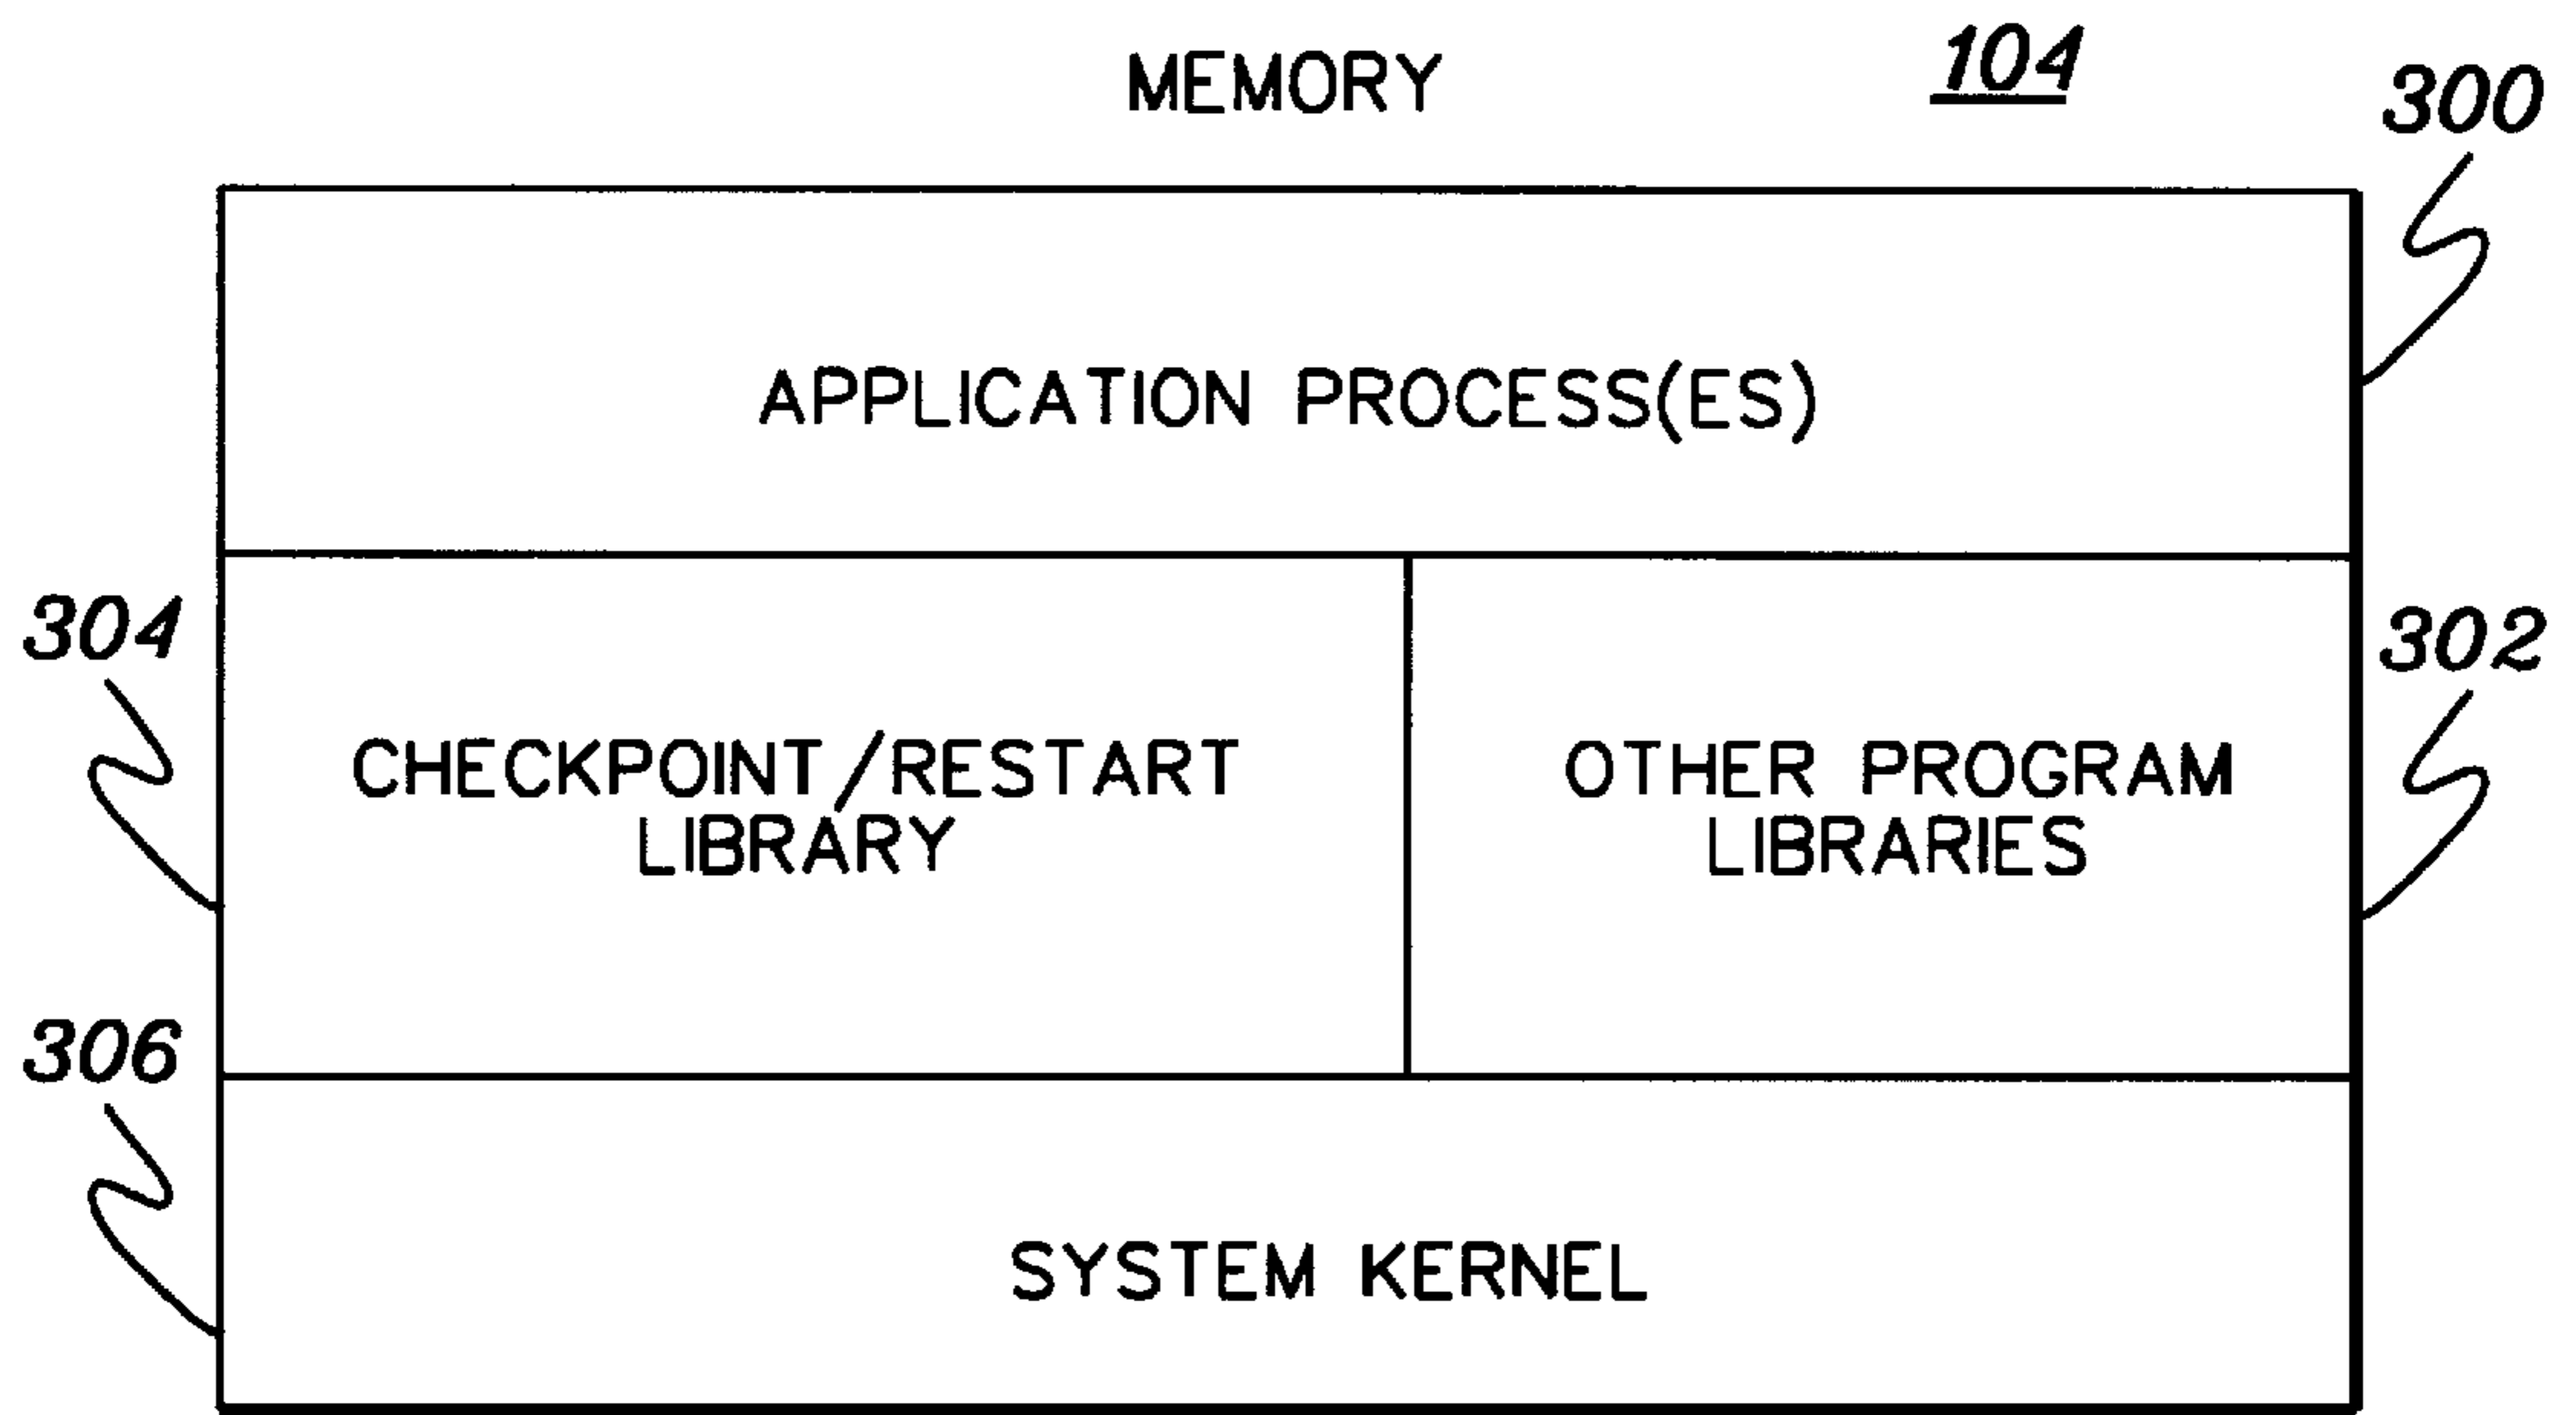 MEMORY
104
300
APPLICATION PROCESS(ES)
304
302
CHECKPOINT/RESTART
LIBRARY
OTHER PROGRAM
LIBRARIES
306
SYSTEM KERNEL